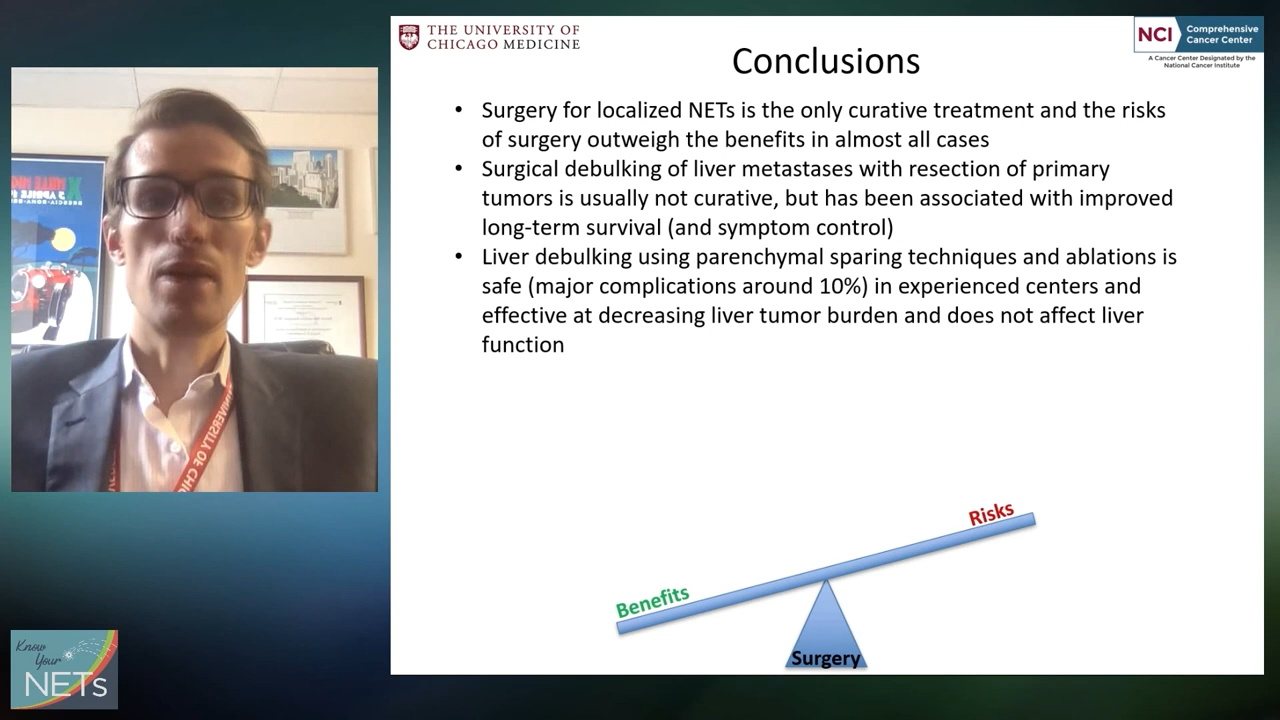 THE UNIVERSITY OF
CHICAGO MEDICINE
NCI
Comprehensive
Cancer Center
A Cancer Center Designated by the
National Cancer Institute
Conclusions
• Surgery for localized NETs is the only curative treatment and the risks
of surgery outweigh the benefits in almost all cases
• Surgical debulking of liver metastases with resection of primary
tumors is usually not curative, but has been associated with improved
long-term survival (and symptom control)
• Liver debulking using parenchymal sparing techniques and ablations is
safe (major complications around 10%) in experienced centers and
effective at decreasing liver tumor burden and does not affect liver
function
Risks
Benefits
Surgery
UNIVERSITY OF
Know
Your
NETs